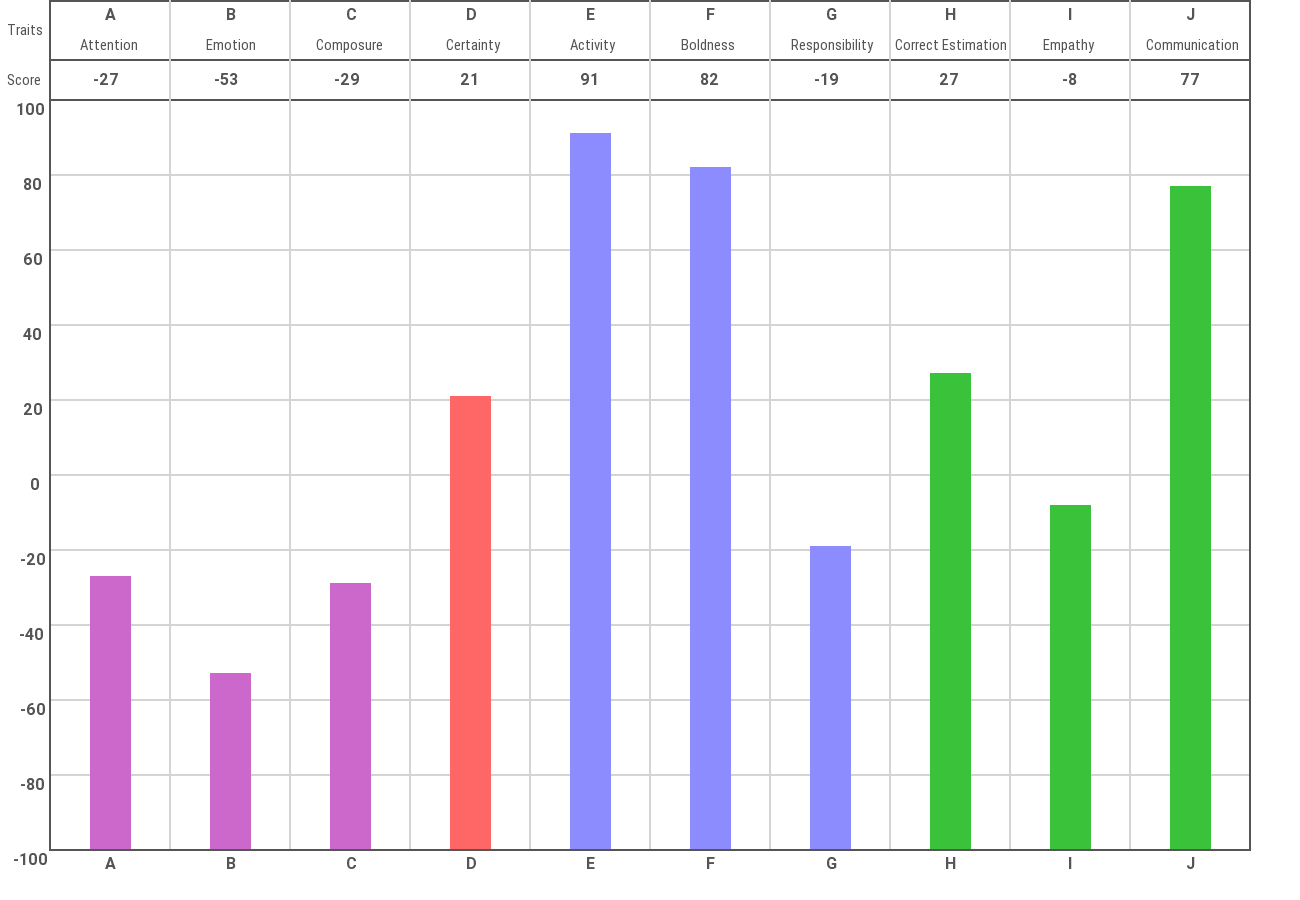 A B C D E F G H I J
Traits
Attention Emotion Composure Certainty Activity Boldness Responsibility Correct Estimation Empathy Communication
Score -27 -53 -29 21 91 82 -19 27 -8 77
100
80
60
40
20
0
-20
-40
-60
-80
-100
A B C D E F G H I J